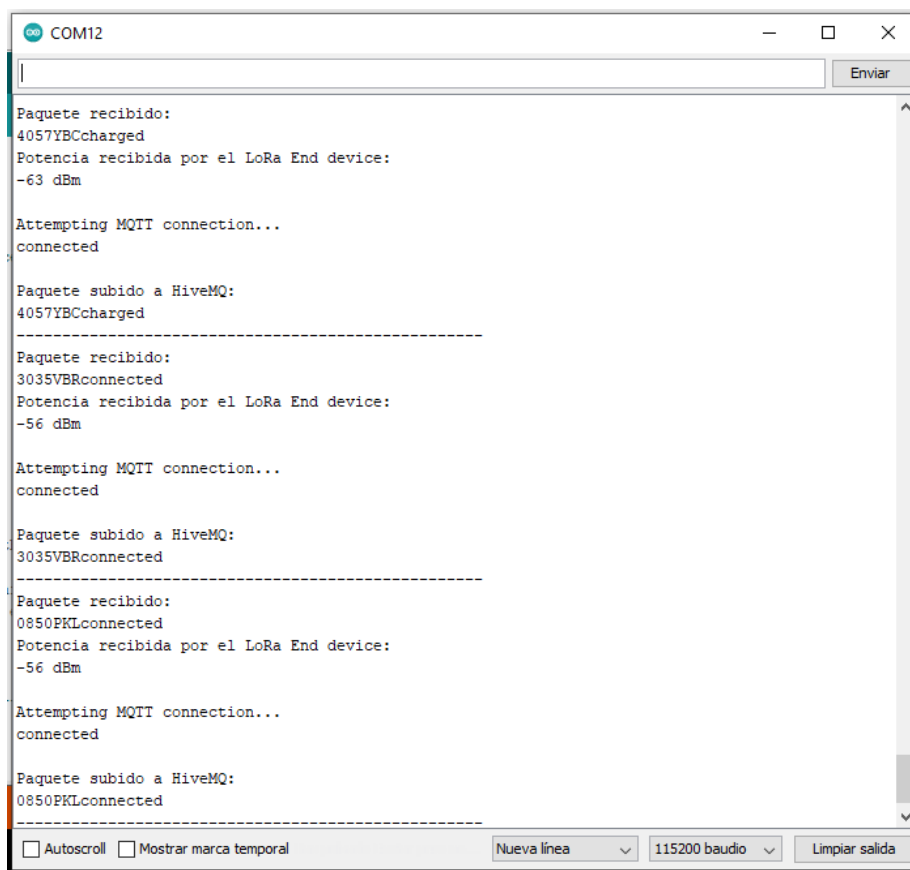 COM12
Enviar
Paquete recibido:
4057YBCcharged
Potencia recibida por el LoRa End device:
-63 dBm
Attempting MQTT connection...
connected
Paquete subido a HiveMQ:
4057YBCcharged
---------------------------------------------------
Paquete recibido:
3035VBRconnected
Potencia recibida por el LoRa End device:
-56 dBm
Attempting MQTT connection...
connected
Paquete subido a HiveMQ:
3035VBRconnected
---------------------------------------------------
Paquete recibido:
0850PKLconnected
Potencia recibida por el LoRa End device:
-56 dBm
Attempting MQTT connection...
connected
Paquete subido a HiveMQ:
0850PKLconnected
---------------------------------------------------
Autoscroll Mostrar marca temporal Nueva línea 115200 baudio Limpiar salida